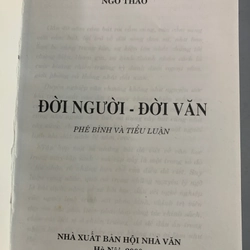 NGÔ THẢO
ĐỜI NGƯỜI - ĐỜI VĂN
PHÊ BÌNH VÀ TIỂU LUẬN
NHÀ XUẤT BẢN HỘI NHÀ VĂN